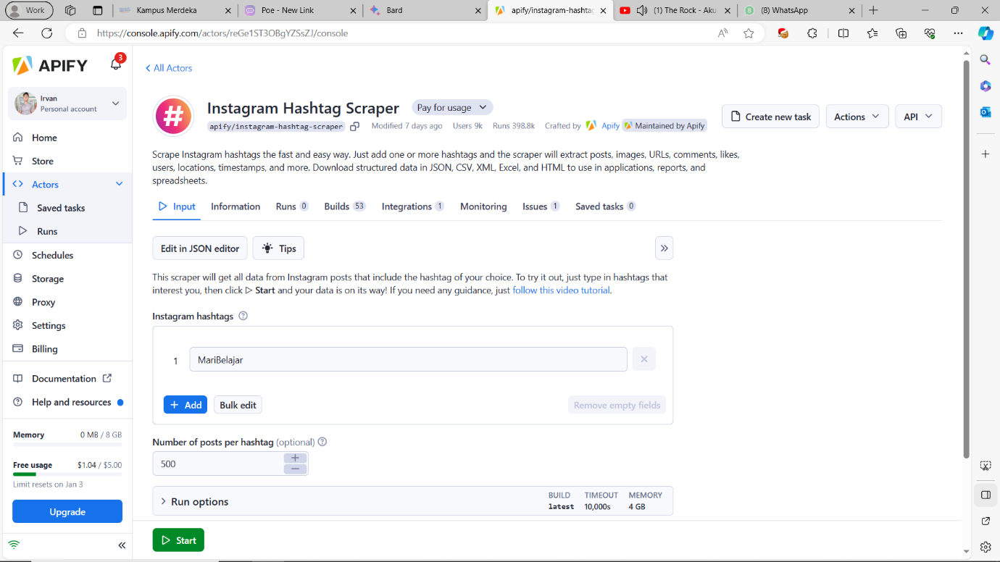 Work
Kampus Merdeka
Poe - New Link
Bard
apify/instagram-hashtag
(1) The Rock - Aku
(8) WhatsApp
https://console.apify.com/actors/reGe1ST3OBgYZSsZJ/console
APIFY
3
Irvan
Personal account
Home
Store
Actors
Saved tasks
Runs
Schedules
Storage
Proxy
Settings
Billing
Documentation
Help and resources
Memory 0 MB / 8 GB
Free usage $1.04 / $5.00
Limit resets on Jan 3
Upgrade
All Actors
#
Instagram Hashtag Scraper
Pay for usage
apify/instagram-hashtag-scraper Modified 7 days ago Users 9k Runs 398.8k Crafted by Apify Maintained by Apify
Create new task
Actions
API
Scrape Instagram hashtags the fast and easy way. Just add one or more hashtags and the scraper will extract posts, images, URLs, comments, likes,
users, locations, timestamps, and more. Download structured data in JSON, CSV, XML, Excel, and HTML to use in applications, reports, and
spreadsheets.
Input Information Runs 0 Builds 53 Integrations 1 Monitoring Issues 1 Saved tasks 0
Edit in JSON editor
Tips
This scraper will get all data from Instagram posts that include the hashtag of your choice. To try it out, just type in hashtags that
interest you, then click ▷ Start and your data is on its way! If you need any guidance, just follow this video tutorial.
Instagram hashtags
1 MariBelajar
+ Add
Bulk edit
Remove empty fields
Number of posts per hashtag (optional)
500
Run options
BUILD TIMEOUT MEMORY
latest 10,000s 4 GB
Start